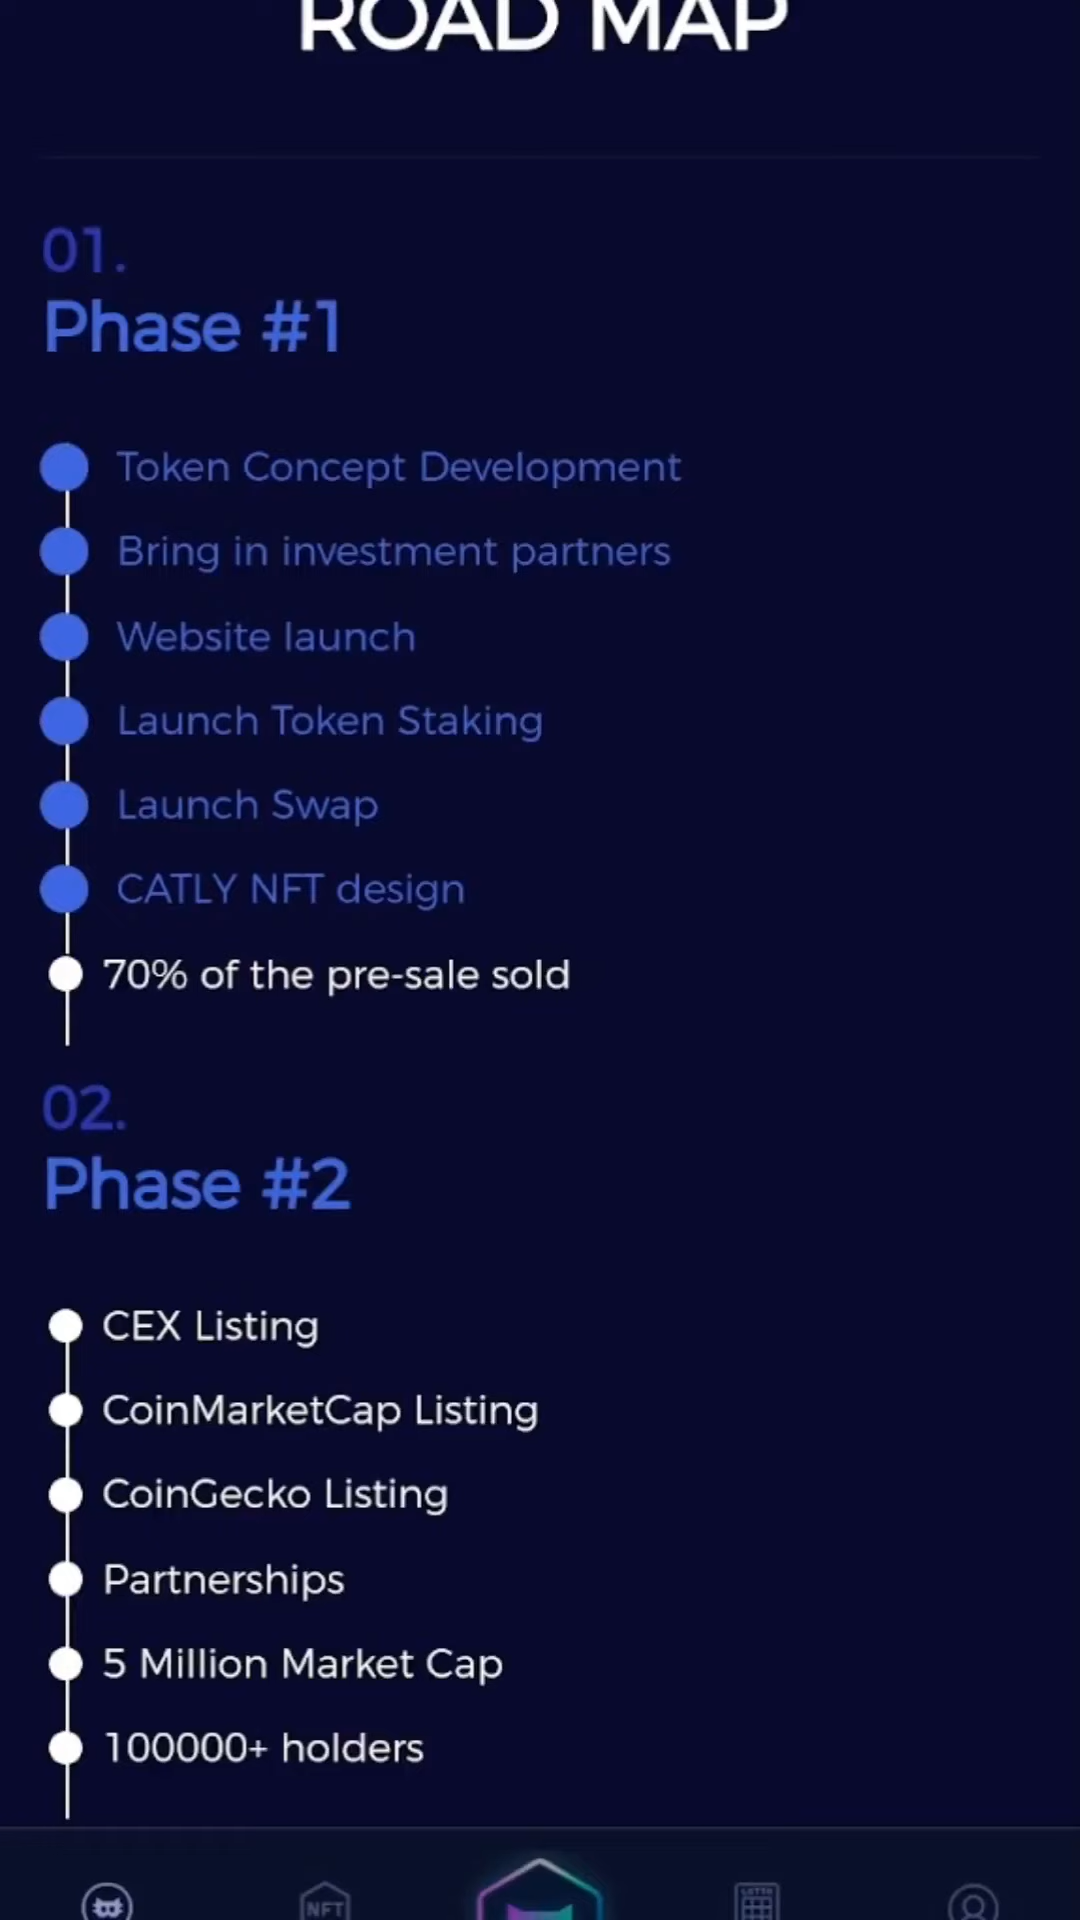 ROAD MAP
01.
Phase #1
Token Concept Development
Bring in investment partners
Website launch
Launch Token Staking
Launch Swap
CATLY NFT design
70% of the pre-sale sold
02.
Phase #2
CEX Listing
CoinMarketCap Listing
CoinGecko Listing
Partnerships
5 Million Market Cap
100000+ holders
NFT
LOTTO